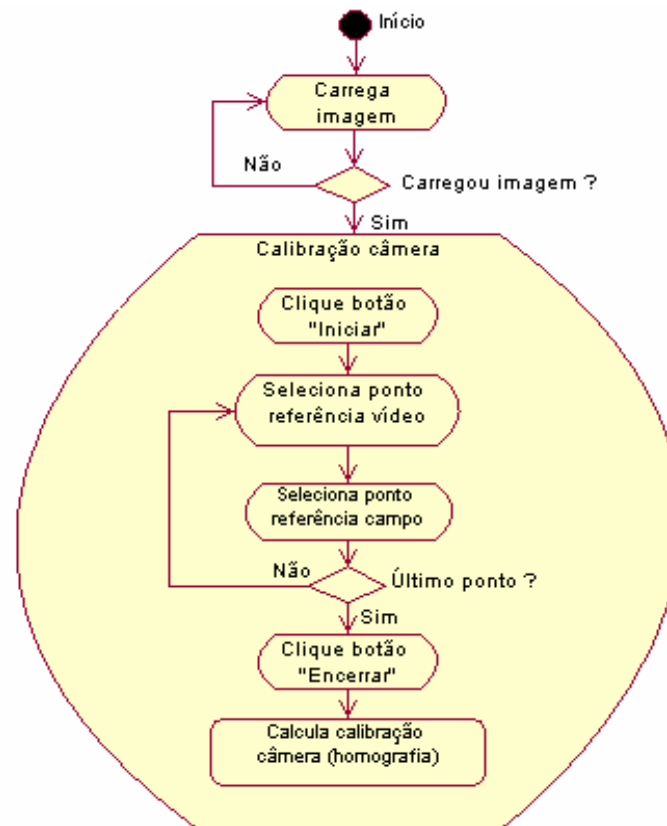 Início
Carrega
imagem
Não
Carregou imagem ?
Sim
Calibração câmera
Clique botão
"Iniciar"
Seleciona ponto
referência vídeo
Seleciona ponto
referência campo
Não
Último ponto ?
Sim
Clique botão
"Encerrar"
Calcula calibração
câmera (homografia)